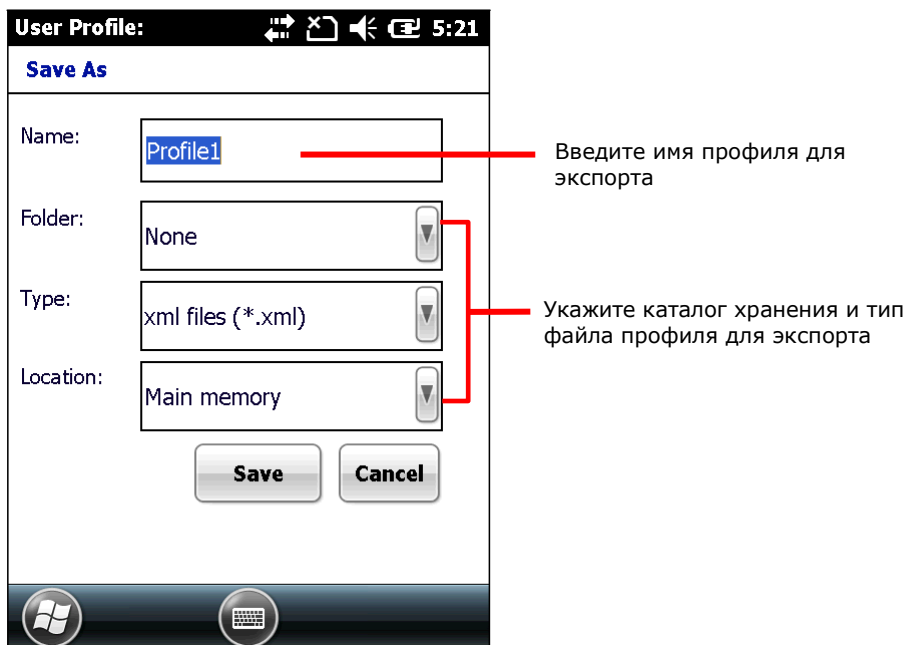 User Profile: 5:21
Save As
Name:
Profile1
Введите имя профиля для
экспорта
Folder:
None
Type:
xml files (*.xml)
Укажите каталог хранения и тип
файла профиля для экспорта
Location:
Main memory
Save Cancel